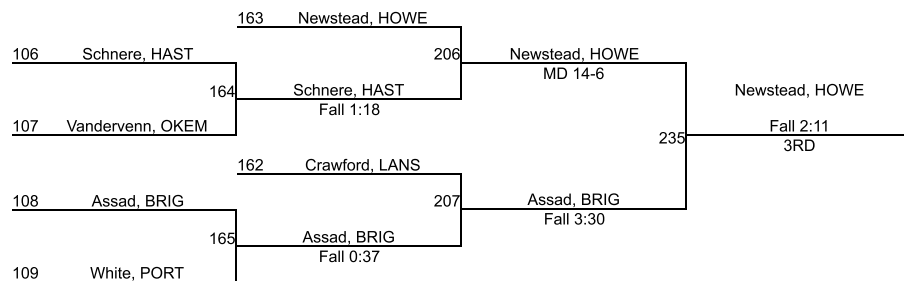 163 Newstead, HOWE
106 Schnere, HAST
206 Newstead, HOWE
MD 14-6
164 Schnere, HAST
Fall 1:18
Newstead, HOWE
107 Vandervenn, OKEM
235 Fall 2:11
3RD
162 Crawford, LANS
108 Assad, BRIG
207 Assad, BRIG
Fall 3:30
165 Assad, BRIG
Fall 0:37
109 White, PORT